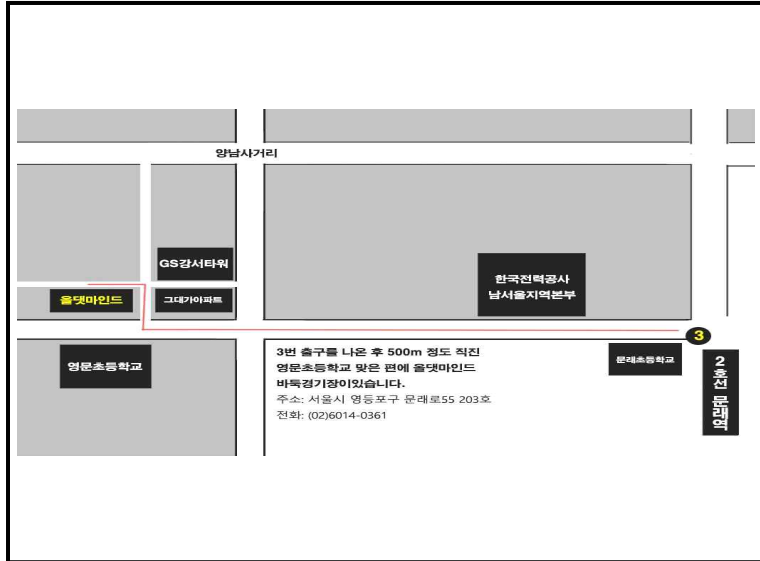 양남사거리
GS강서타워
한국전력공사
남서울지역본부
올댓마인드
그대가아파트
3
영문초등학교
3번 출구를 나온 후 500m 정도 직진
영문초등학교 맞은 편에 올댓마인드
바둑경기장이있습니다.
주소: 서울시 영등포구 문래로55 203호
전화: (02)6014-0361
문래초등학교
2호선 문래역